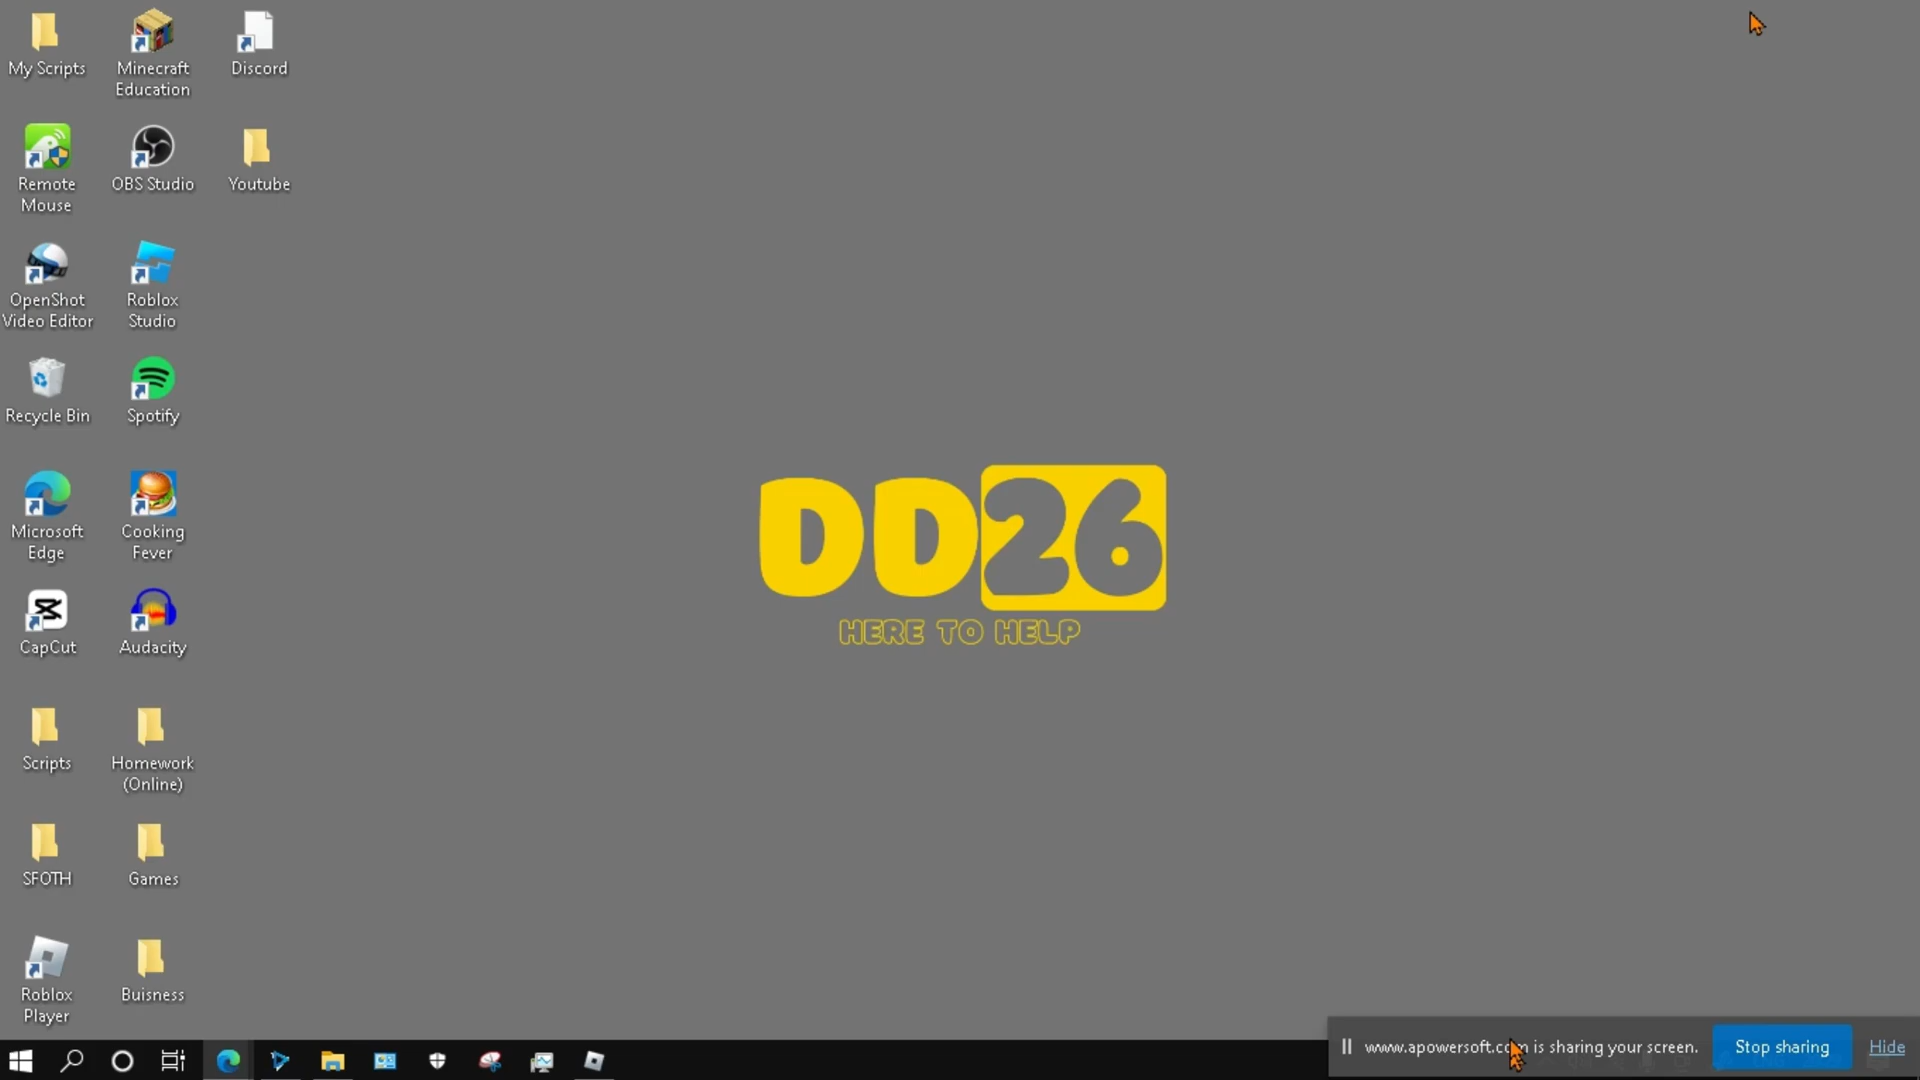 My Scripts
Minecraft
Education
Discord
Remote
Mouse
OBS Studio
Youtube
OpenShot
Video Editor
Roblox
Studio
Recycle Bin
Spotify
Microsoft
Edge
Cooking
Fever
CapCut
Audacity
DD26
HERE TO HELP
Scripts
Homework
(Online)
SFOTH
Games
Roblox
Player
Buisness
www.apowersoft.com is sharing your screen.
Stop sharing
Hide